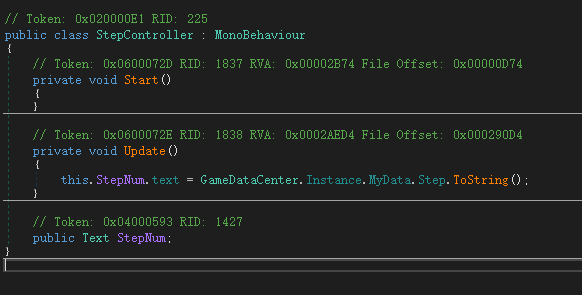 // Token: 0x020000E1 RID: 225
public class StepController : MonoBehaviour
{
// Token: 0x0600072D RID: 1837 RVA: 0x00002B74 File Offset: 0x00000D74
private void Start()
{
}
// Token: 0x0600072E RID: 1838 RVA: 0x0002AED4 File Offset: 0x000290D4
private void Update()
{
this.StepNum.text = GameDataCenter.Instance.MyData.Step.ToString();
}
// Token: 0x04000593 RID: 1427
public Text StepNum;
}